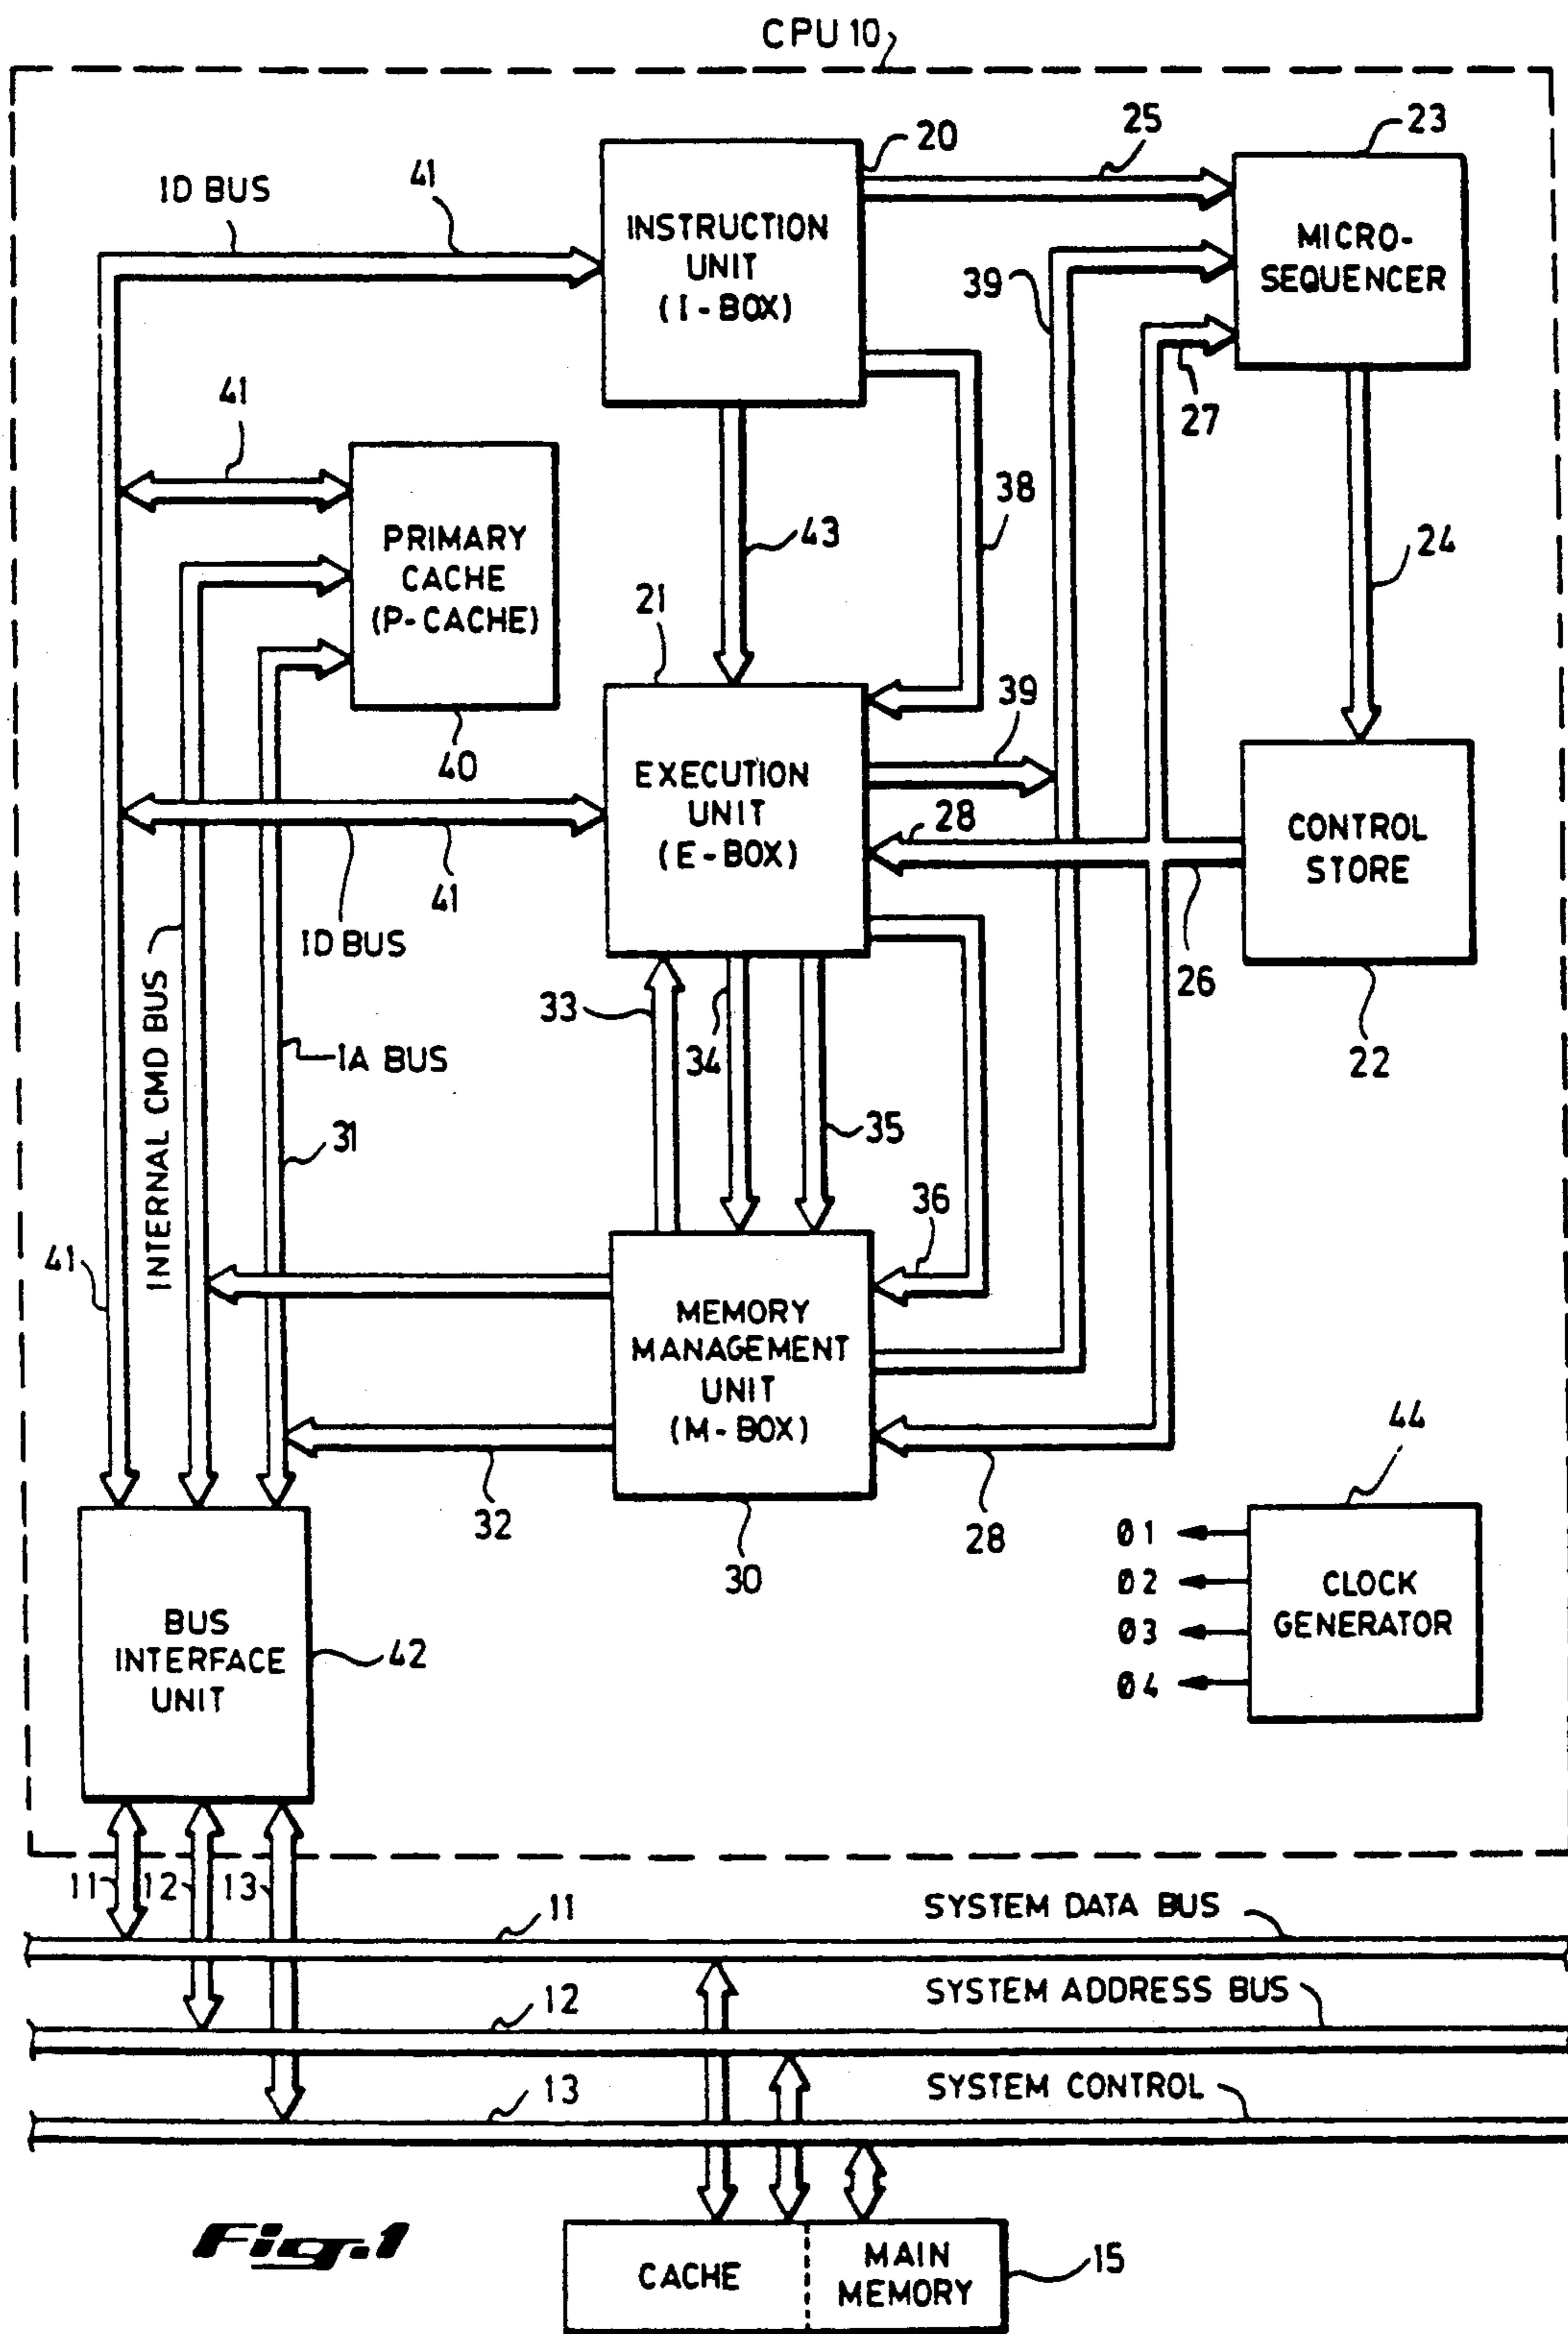 CPU 10
20
25
23
ID BUS
41
INSTRUCTION
UNIT
(I-BOX)
MICRO-
SEQUENCER
39
27
41
38
PRIMARY
CACHE
(P-CACHE)
43
24
21
40
39
EXECUTION
UNIT
(E-BOX)
28
CONTROL
STORE
41
ID BUS
26
INTERNAL CMD BUS
33
34
IA BUS
22
31
35
36
41
MEMORY
MANAGEMENT
UNIT
(M-BOX)
44
32
28
30
Ø1
Ø2
Ø3
Ø4
CLOCK
GENERATOR
BUS
INTERFACE
UNIT
42
11
12
13
11
SYSTEM DATA BUS
12
SYSTEM ADDRESS BUS
13
SYSTEM CONTROL
Fig.1
CACHE
MAIN
MEMORY
15